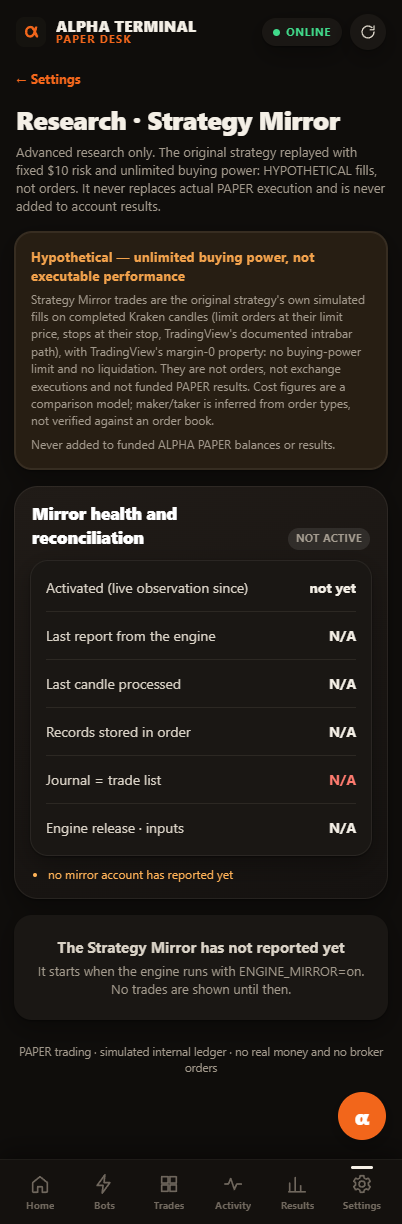 α ALPHA TERMINAL
PAPER DESK
ONLINE
← Settings
Research · Strategy Mirror
Advanced research only. The original strategy replayed with
fixed $10 risk and unlimited buying power: HYPOTHETICAL fills,
not orders. It never replaces actual PAPER execution and is never
added to account results.
Hypothetical — unlimited buying power, not
executable performance
Strategy Mirror trades are the original strategy's own simulated
fills on completed Kraken candles (limit orders at their limit
price, stops at their stop, TradingView's documented intrabar
path), with TradingView's margin-0 property: no buying-power
limit and no liquidation. They are not orders, not exchange
executions and not funded PAPER results. Cost figures are a
comparison model; maker/taker is inferred from order types,
not verified against an order book.
Never added to funded ALPHA PAPER balances or results.
Mirror health and
reconciliation
NOT ACTIVE
Activated (live observation since) not yet
Last report from the engine N/A
Last candle processed N/A
Records stored in order N/A
Journal = trade list N/A
Engine release · inputs N/A
• no mirror account has reported yet
The Strategy Mirror has not reported yet
It starts when the engine runs with ENGINE_MIRROR=on.
No trades are shown until then.
PAPER trading · simulated internal ledger · no real money and no broker
orders
α
Home Bots Trades Activity Results Settings